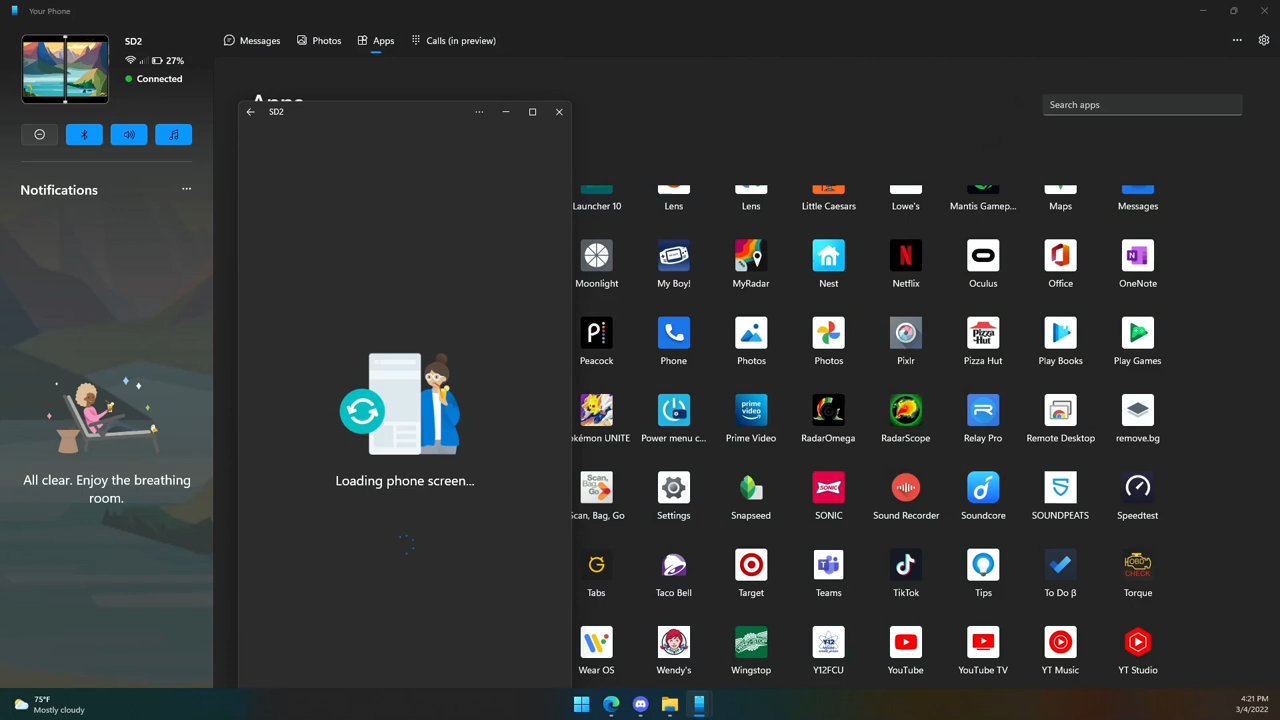 Your Phone
SD2
27%
Connected
Messages
Photos
Apps
Calls (in preview)
Apps
Search apps
Notifications
All clear. Enjoy the breathing
room.
SD2
Loading phone screen...
Launcher 10
Lens
Lens
Little Caesars
Lowe's
Mantis Gamep...
Maps
Messages
Moonlight
My Boy!
MyRadar
Nest
Netflix
Oculus
Office
OneNote
Peacock
Phone
Photos
Photos
Pixlr
Pizza Hut
Play Books
Play Games
okémon UNITE
Power menu c...
Prime Video
RadarOmega
RadarScope
Relay Pro
Remote Desktop
remove.bg
Scan, Bag, Go
Settings
Snapseed
SONIC
Sound Recorder
Soundcore
SOUNDPEATS
Speedtest
Tabs
Taco Bell
Target
Teams
TikTok
Tips
To Do β
Torque
Wear OS
Wendy's
Wingstop
Y12FCU
YouTube
YouTube TV
YT Music
YT Studio
75°F
Mostly cloudy
4:21 PM
3/4/2022